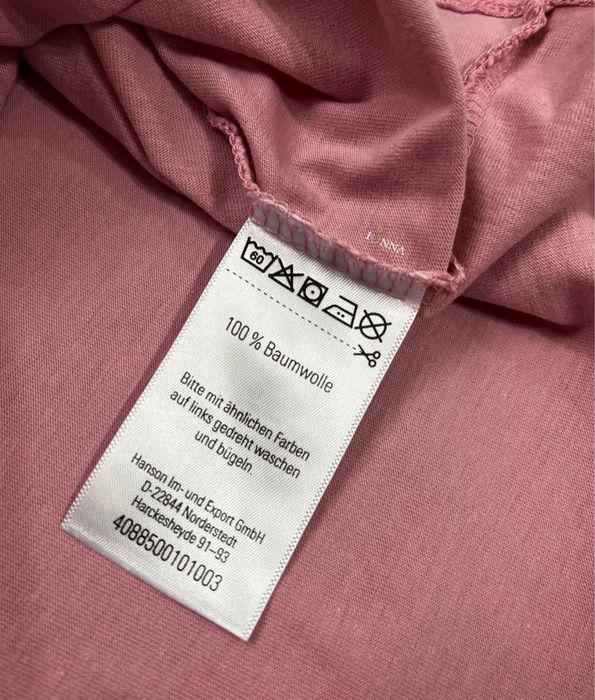 60
100 % Baumwolle
Bitte mit ähnlichen Farben
auf links gedreht waschen
und bügeln.
Hanson Im- und Export GmbH
D-22844 Norderstedt
Harckesheyde 91–93
4088500101003